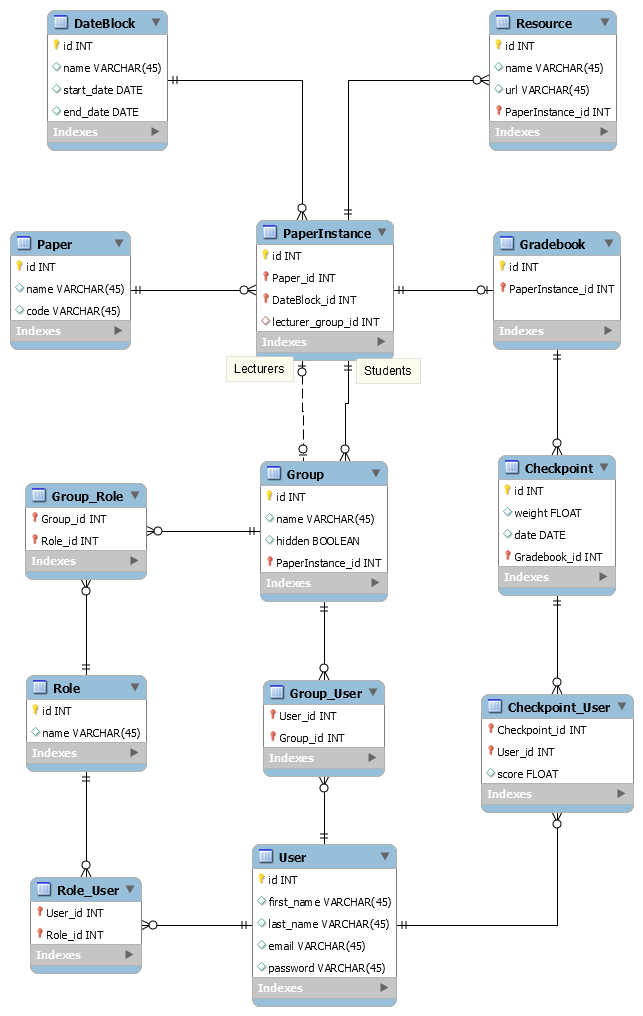 DateBlock
id INT
name VARCHAR(45)
start_date DATE
end_date DATE
Indexes
Resource
id INT
name VARCHAR(45)
url VARCHAR(45)
PaperInstance_id INT
Indexes
Paper
id INT
name VARCHAR(45)
code VARCHAR(45)
Indexes
PaperInstance
id INT
Paper_id INT
DateBlock_id INT
lecturer_group_id INT
Indexes
Gradebook
id INT
PaperInstance_id INT
Indexes
Lecturers
Students
Group_Role
Group_id INT
Role_id INT
Indexes
Group
id INT
name VARCHAR(45)
hidden BOOLEAN
PaperInstance_id INT
Indexes
Checkpoint
id INT
weight FLOAT
date DATE
Gradebook_id INT
Indexes
Role
id INT
name VARCHAR(45)
Indexes
Group_User
User_id INT
Group_id INT
Indexes
Checkpoint_User
Checkpoint_id INT
User_id INT
score FLOAT
Indexes
Role_User
User_id INT
Role_id INT
Indexes
User
id INT
first_name VARCHAR(45)
last_name VARCHAR(45)
email VARCHAR(45)
password VARCHAR(45)
Indexes